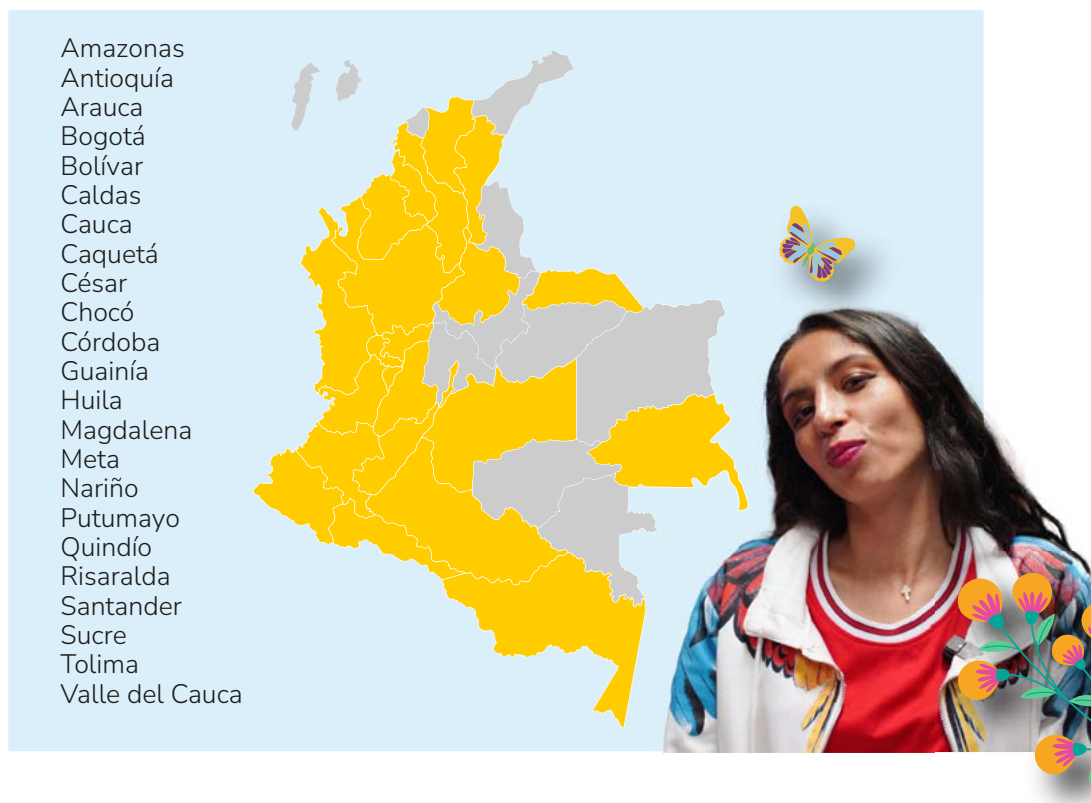 Amazonas
Antioquía
Arauca
Bogotá
Bolívar
Caldas
Cauca
Caquetá
César
Chocó
Córdoba
Guainía
Huila
Magdalena
Meta
Nariño
Putumayo
Quindío
Risaralda
Santander
Sucre
Tolima
Valle del Cauca